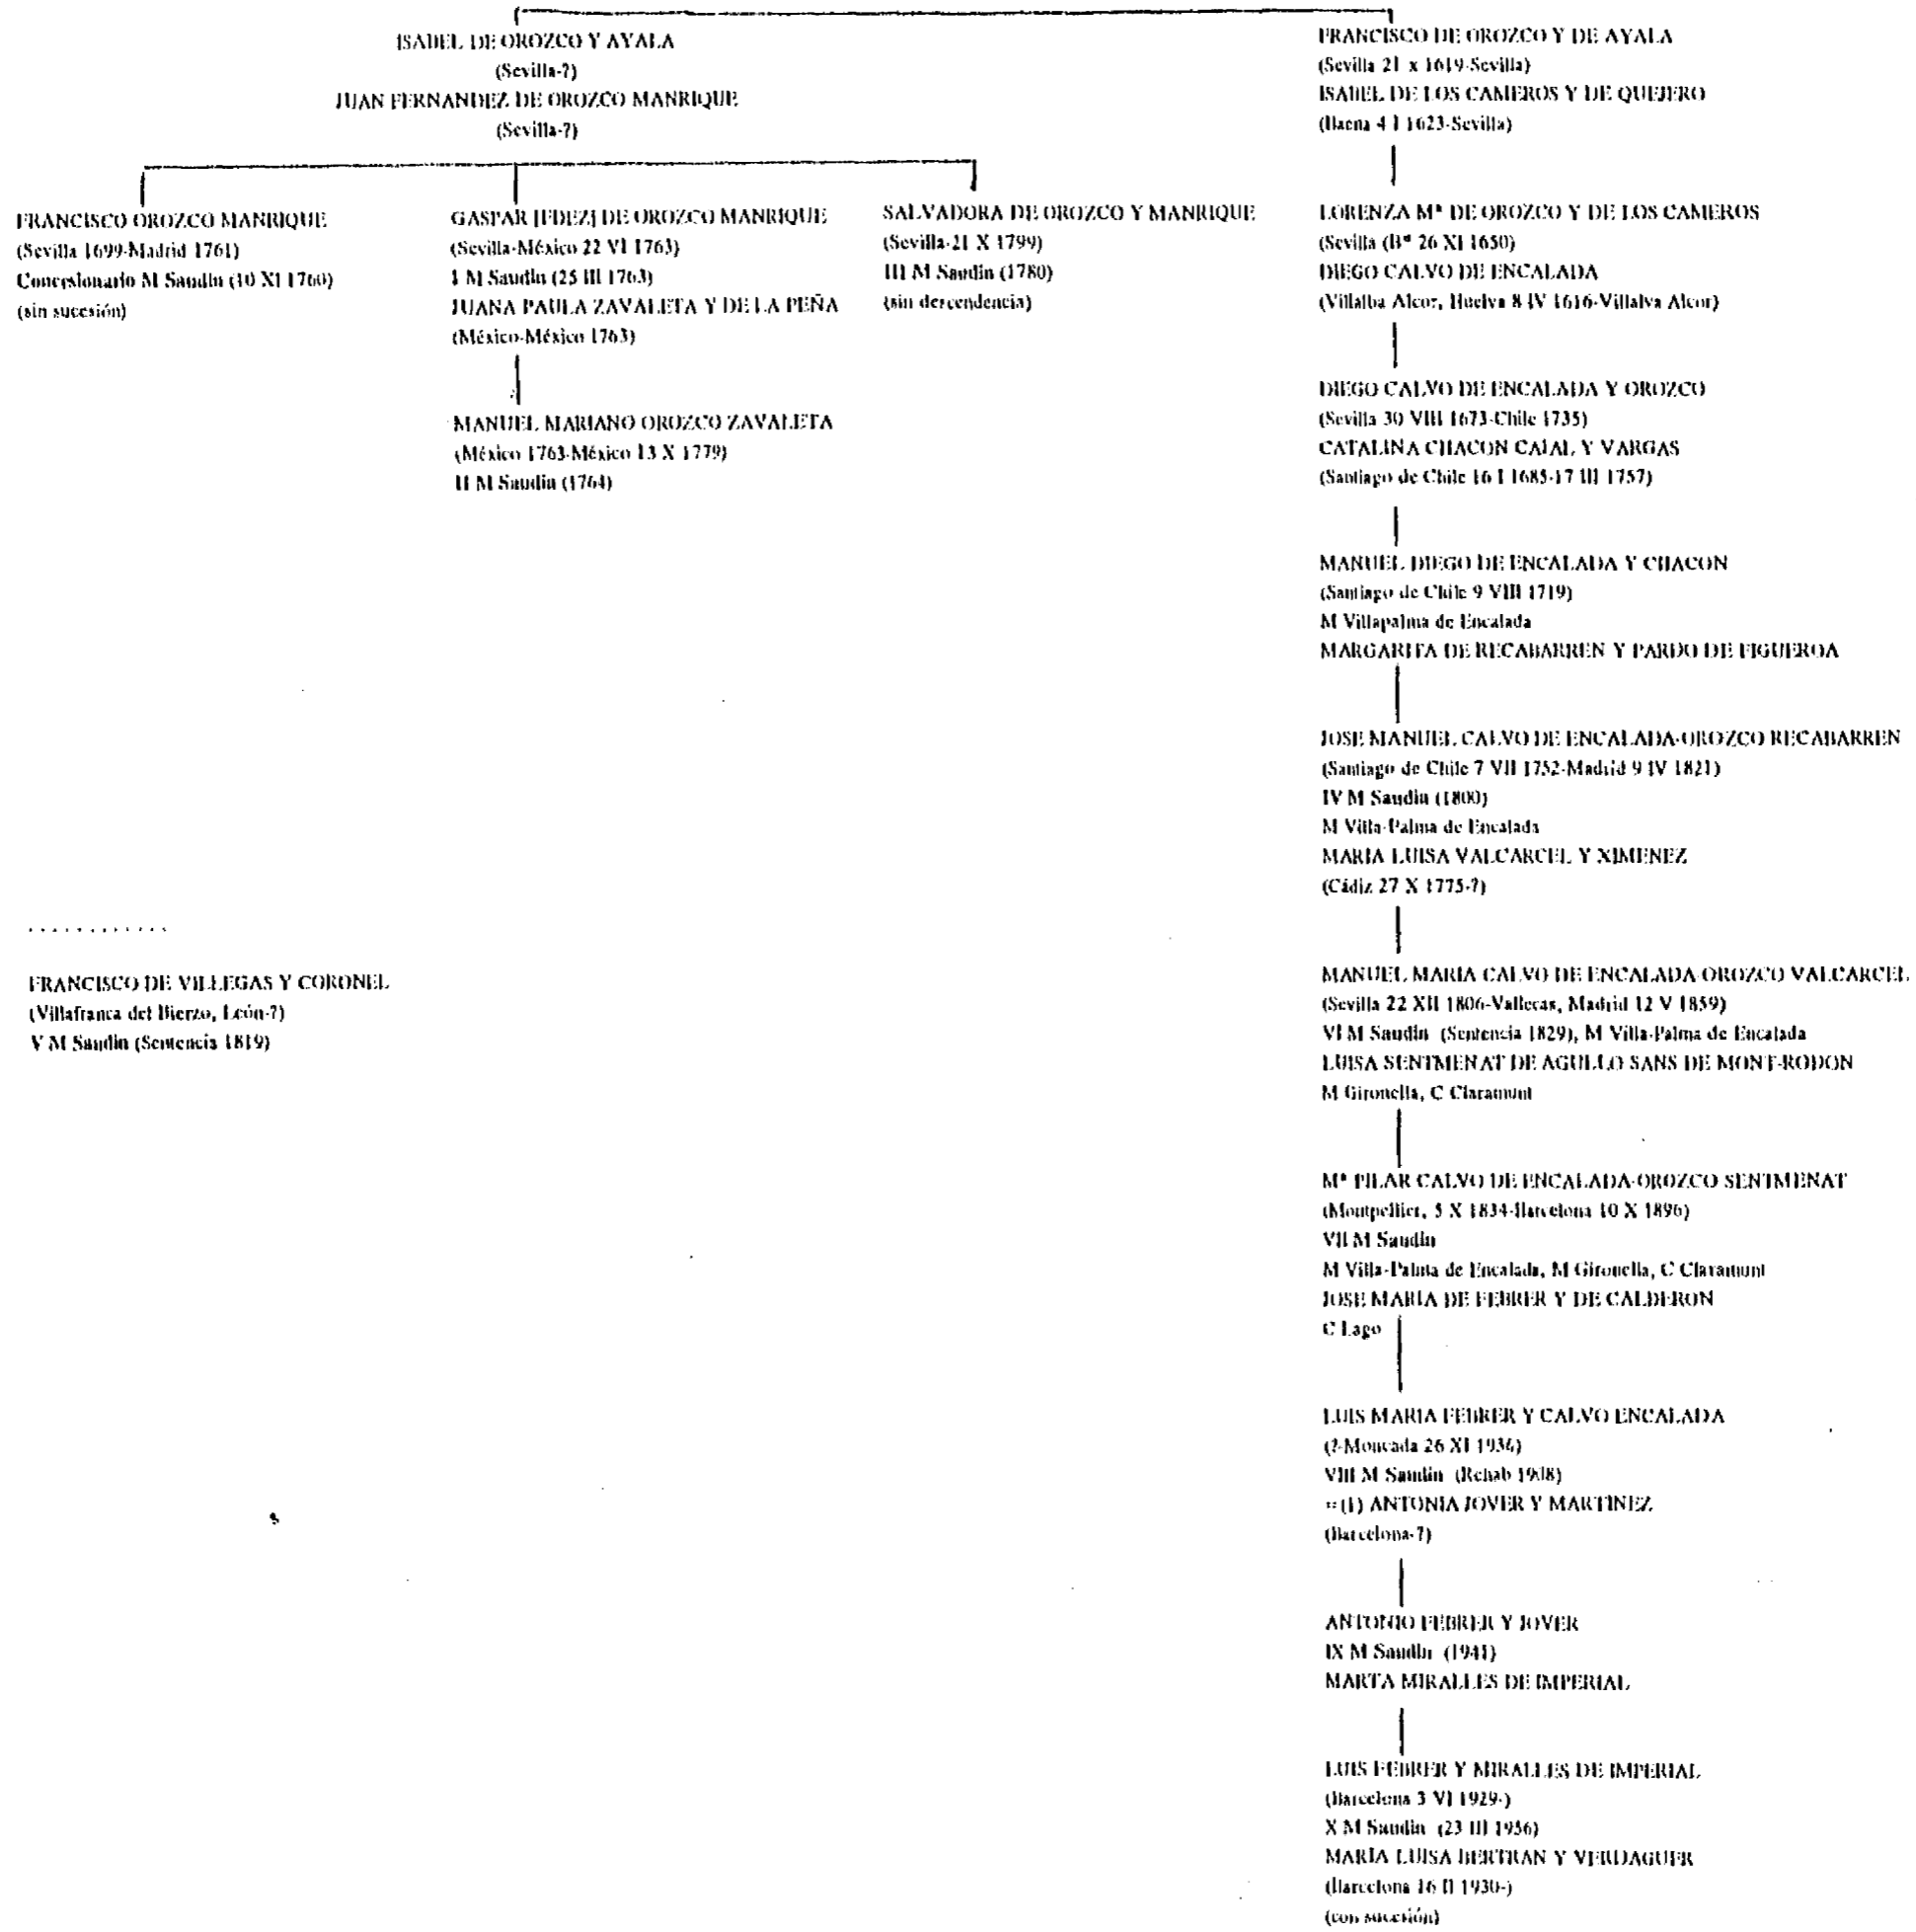 ISABEL DE OROZCO Y AYALA
(Sevilla-?)
JUAN FERNANDEZ DE OROZCO MANRIQUE
(Sevilla-?)
FRANCISCO DE OROZCO Y DE AYALA
(Sevilla 21 x 1619-Sevilla)
ISABEL DE LOS CAMEROS Y DE QUEJERO
(Baena 4 I 1623-Sevilla)
FRANCISCO OROZCO MANRIQUE
(Sevilla 1699-Madrid 1761)
Concesionario M Saudín (10 XI 1760)
(sin sucesión)
GASPAR [FDEZ] DE OROZCO MANRIQUE
(Sevilla-México 22 VI 1763)
I M Saudín (25 III 1763)
JUANA PAULA ZAVALETA Y DE LA PEÑA
(México-México 1763)
SALVADORA DE OROZCO Y MANRIQUE
(Sevilla-21 X 1799)
III M Saudín (1780)
(sin descendencia)
LORENZA Mª DE OROZCO Y DE LOS CAMEROS
(Sevilla (Bª 26 XI 1650)
DIEGO CALVO DE ENCALADA
(Villalba Alcor, Huelva 8 IV 1616-Villalva Alcor)
MANUEL MARIANO OROZCO ZAVALETA
(México 1763-México 13 X 1779)
II M Saudín (1764)
DIEGO CALVO DE ENCALADA Y OROZCO
(Sevilla 30 VIII 1673-Chile 1735)
CATALINA CHACON CAJAL Y VARGAS
(Santiago de Chile 16 I 1685-17 III 1757)
MANUEL DIEGO DE ENCALADA Y CHACON
(Santiago de Chile 9 VIII 1719)
M Villapalma de Encalada
MARGARITA DE RECABARREN Y PARDO DE FIGUEROA
JOSE MANUEL CALVO DE ENCALADA-OROZCO RECABARREN
(Santiago de Chile 7 VII 1752-Madrid 9 IV 1821)
IV M Saudín (1800)
M Villa-Palma de Encalada
MARIA LUISA VALCARCEL Y XIMENEZ
(Cádiz 27 X 1775-?)
. . . . . . . . . . . .
FRANCISCO DE VILLEGAS Y CORONEL
(Villafranca del Bierzo, León-?)
V M Saudín (Sentencia 1819)
MANUEL MARIA CALVO DE ENCALADA-OROZCO VALCARCEL
(Sevilla 22 XII 1806-Vallecas, Madrid 12 V 1859)
VI M Saudín (Sentencia 1829), M Villa-Palma de Encalada
LUISA SENTMENAT DE AGULLO SANS DE MONT-RODON
M Gironella, C Claramunt
Mª PILAR CALVO DE ENCALADA-OROZCO SENTMENAT
(Montpellier, 5 X 1834-Barcelona 10 X 1896)
VII M Saudín
M Villa-Palma de Encalada, M Gironella, C Claramunt
JOSE MARIA DE FEBRER Y DE CALDERON
C Lago
LUIS MARIA FEBRER Y CALVO ENCALADA
(?-Moncada 26 XI 1936)
VIII M Saudín (Rehab 1908)
=(1) ANTONIA JOVER Y MARTINEZ
(Barcelona-?)
ANTONIO FEBRER Y JOVER
IX M Saudín (1941)
MARTA MIRALLES DE IMPERIAL
LUIS FEBRER Y MIRALLES DE IMPERIAL
(Barcelona 3 VI 1929-)
X M Saudín (23 III 1956)
MARÍA LUISA BERTRAN Y VERDAGUER
(Barcelona 16 II 1930-)
(con sucesión)